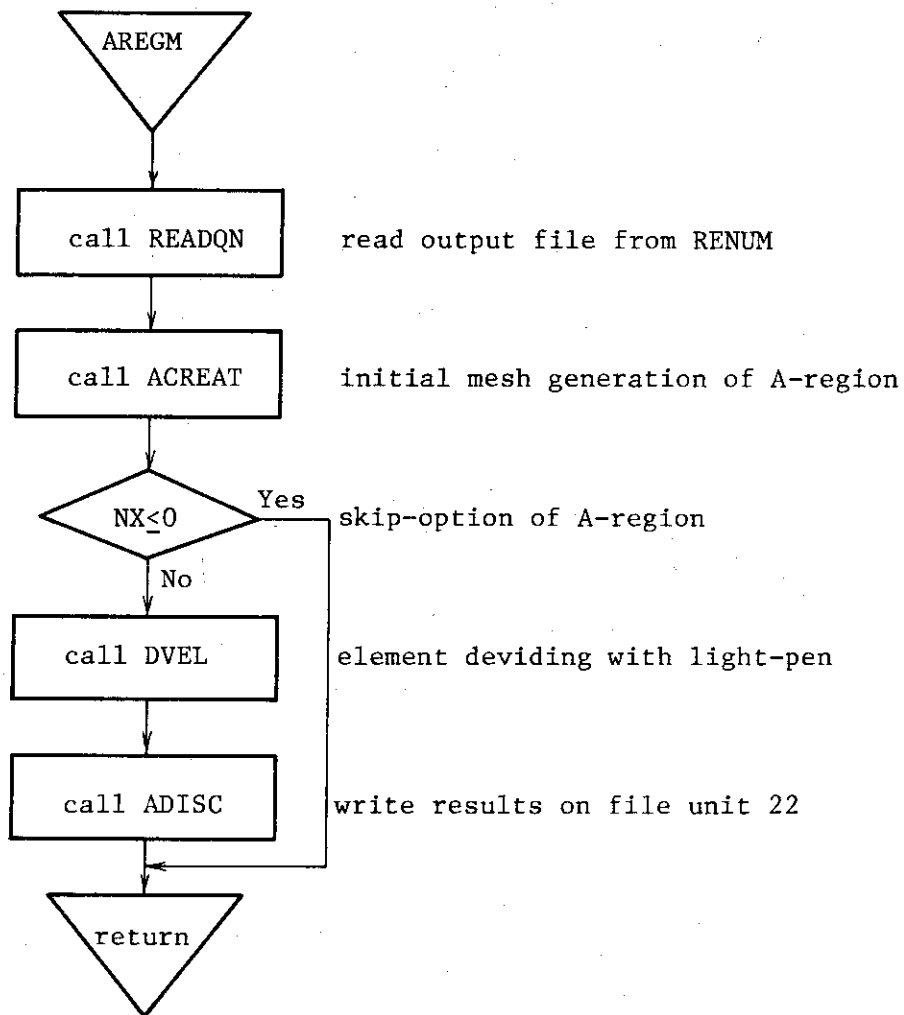 AREGM
call READQN read output file from RENUM
call ACREAT initial mesh generation of A-region
Yes
NX≤0 skip-option of A-region
No
call DVEL element deviding with light-pen
call ADISC write results on file unit 22
return